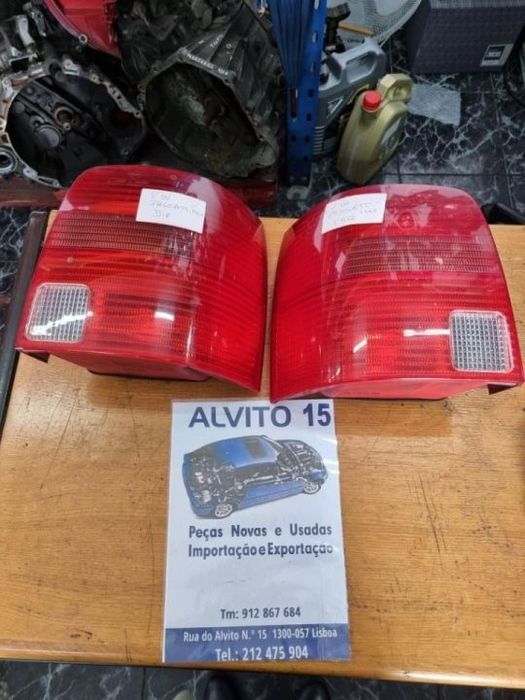 ALVITO 15
Peças Novas e Usadas
Importação e Exportação
Tm: 912 867 684
Rua do Alvito N.º 15 1300-057 Lisboa
Tel.: 212 475 904